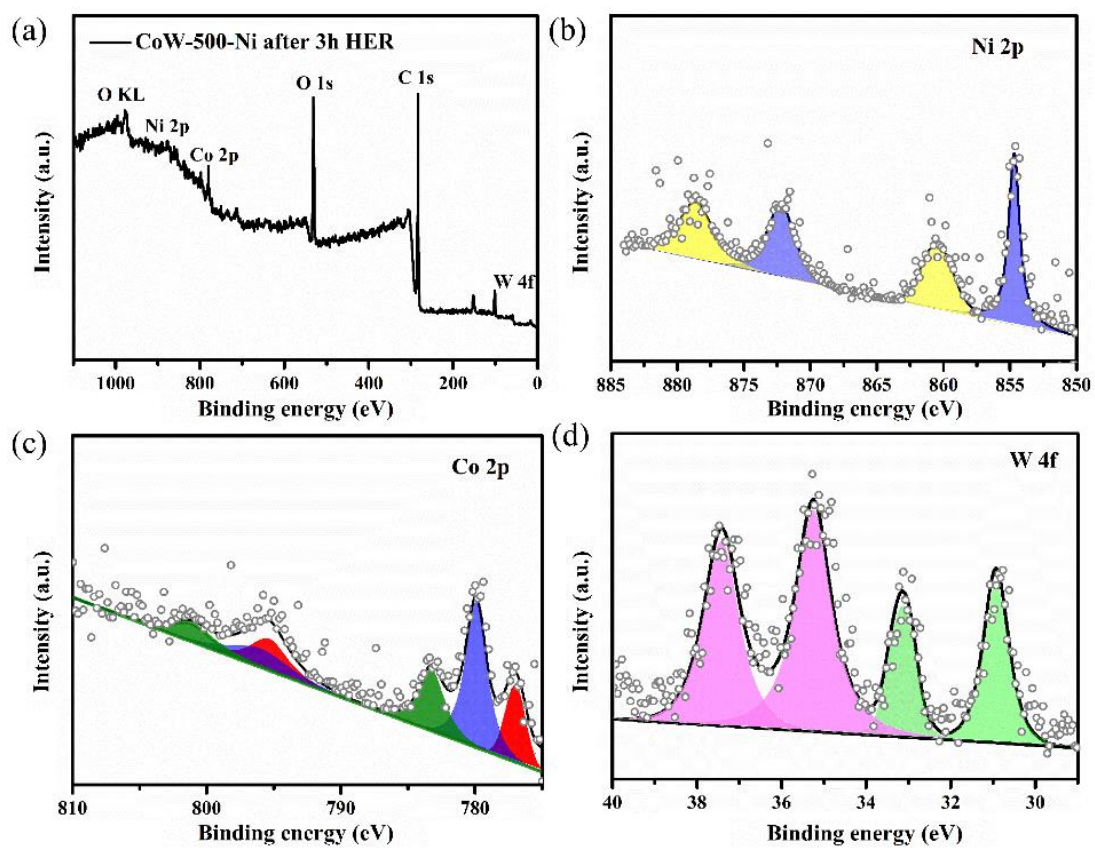 (a)
CoW-500-Ni after 3h HER
O KL
Ni 2p
Co 2p
O 1s
C 1s
W 4f
Intensity (a.u.)
1000 800 600 400 200 0
Binding energy (eV)
(b)
Ni 2p
Intensity (a.u.)
885 880 875 870 865 860 855 850
Binding energy (eV)
(c)
Co 2p
Intensity (a.u.)
810 800 790 780
Binding energy (eV)
(d)
W 4f
Intensity (a.u.)
40 38 36 34 32 30
Binding energy (eV)